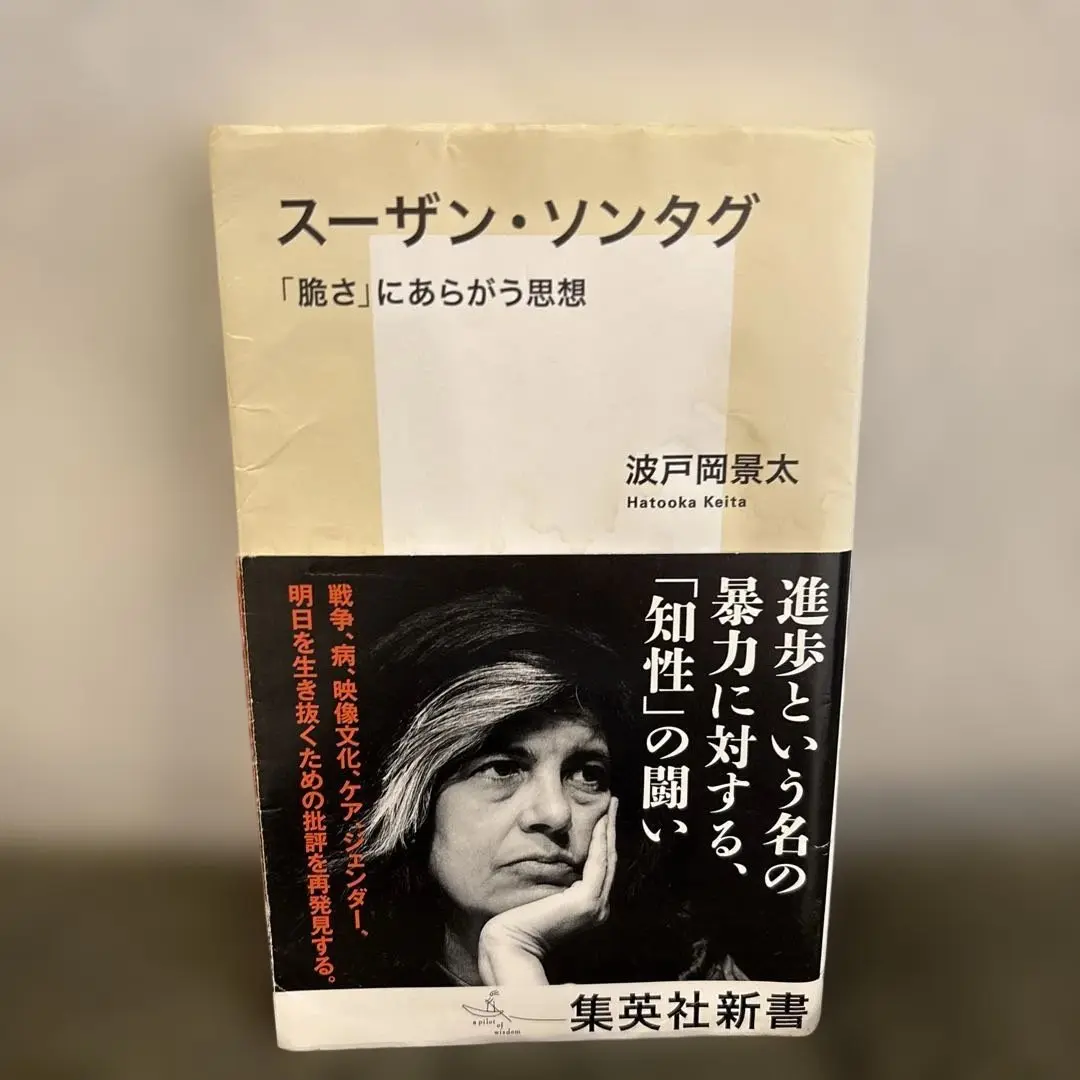 スーザン・ソンタグ
「脆さ」にあらがう思想
波戸岡景太
Hatooka Keita
進歩という名の
暴力に対する、
「知性」の闘い
戦争、病、映像文化、ケア、ジェンダー、
明日を生き抜くための批評を再発見する。
a pilot
of
wisdom
集英社新書